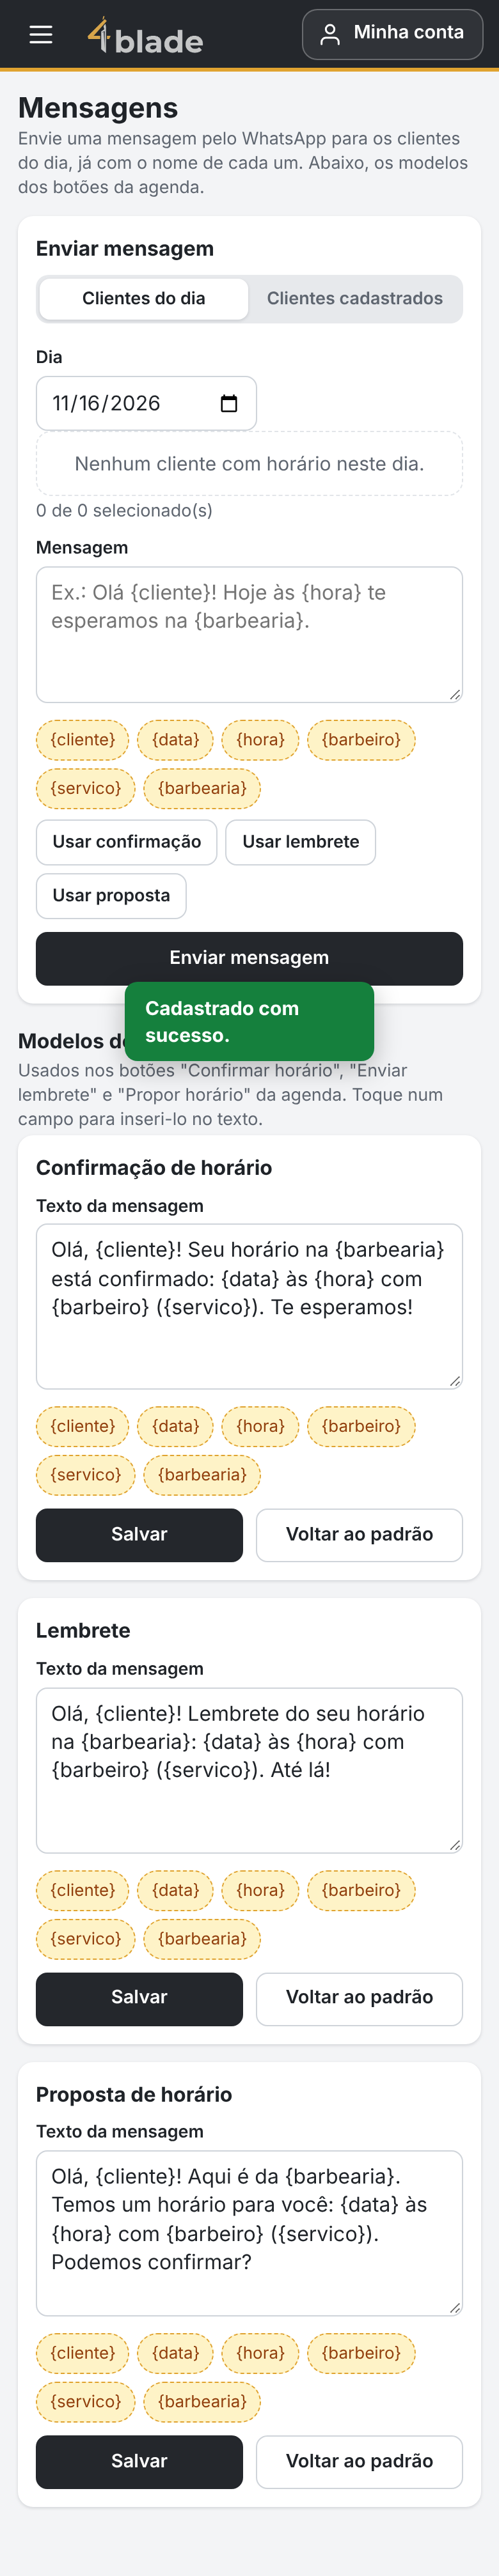 4blade
Minha conta
Mensagens
Envie uma mensagem pelo WhatsApp para os clientes
do dia, já com o nome de cada um. Abaixo, os modelos
dos botões da agenda.
Enviar mensagem
Clientes do dia
Clientes cadastrados
Dia
11/16/2026
Nenhum cliente com horário neste dia.
0 de 0 selecionado(s)
Mensagem
Ex.: Olá {cliente}! Hoje às {hora} te
esperamos na {barbearia}.
{cliente} {data} {hora} {barbeiro}
{servico} {barbearia}
Usar confirmação Usar lembrete
Usar proposta
Enviar mensagem
Cadastrado com
sucesso.
Modelos
Usados nos botões "Confirmar horário", "Enviar
lembrete" e "Propor horário" da agenda. Toque num
campo para inseri-lo no texto.
Confirmação de horário
Texto da mensagem
Olá, {cliente}! Seu horário na {barbearia}
está confirmado: {data} às {hora} com
{barbeiro} ({servico}). Te esperamos!
{cliente} {data} {hora} {barbeiro}
{servico} {barbearia}
Salvar Voltar ao padrão
Lembrete
Texto da mensagem
Olá, {cliente}! Lembrete do seu horário
na {barbearia}: {data} às {hora} com
{barbeiro} ({servico}). Até lá!
{cliente} {data} {hora} {barbeiro}
{servico} {barbearia}
Salvar Voltar ao padrão
Proposta de horário
Texto da mensagem
Olá, {cliente}! Aqui é da {barbearia}.
Temos um horário para você: {data} às
{hora} com {barbeiro} ({servico}).
Podemos confirmar?
{cliente} {data} {hora} {barbeiro}
{servico} {barbearia}
Salvar Voltar ao padrão